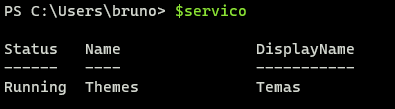 PS C:\Users\bruno> $servico
Status   Name               DisplayName
------   ----               -----------
Running  Themes             Temas